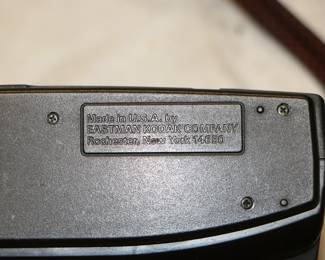 Made in U.S.A. by
EASTMAN KODAK COMPANY
Rochester, New York 14650